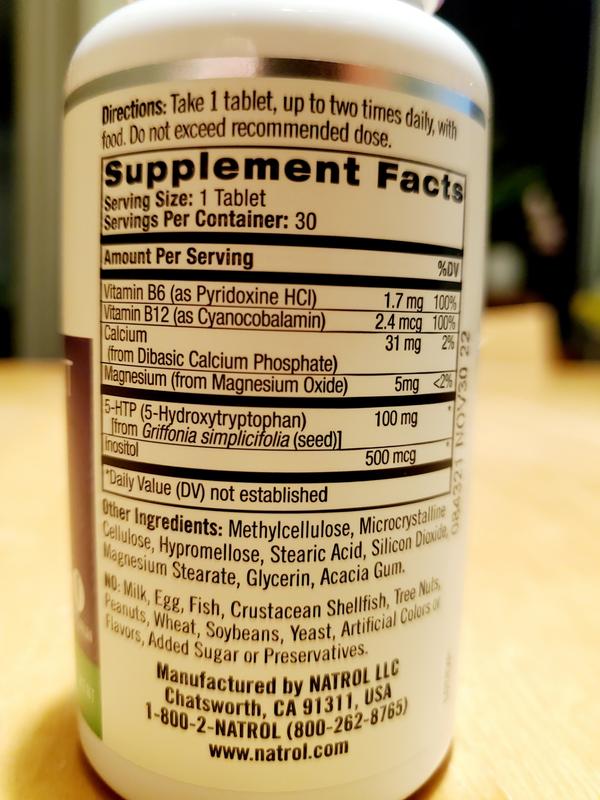 Directions: Take 1 tablet, up to two times daily, with
food. Do not exceed recommended dose.
Supplement Facts
Serving Size: 1 Tablet
Servings Per Container: 30
Amount Per Serving %DV
Vitamin B6 (as Pyridoxine HCl) 1.7 mg 100%
Vitamin B12 (as Cyanocobalamin) 2.4 mcg 100%
Calcium 31 mg 2%
(from Dibasic Calcium Phosphate)
Magnesium (from Magnesium Oxide) 5mg <2%
5-HTP (5-Hydroxytryptophan) 100 mg *
[from Griffonia simplicifolia (seed)]
Inositol 500 mcg *
*Daily Value (DV) not established
Other Ingredients: Methylcellulose, Microcrystalline
Cellulose, Hypromellose, Stearic Acid, Silicon Dioxide,
Magnesium Stearate, Glycerin, Acacia Gum.
NO: Milk, Egg, Fish, Crustacean Shellfish, Tree Nuts,
Peanuts, Wheat, Soybeans, Yeast, Artificial Colors or
Flavors, Added Sugar or Preservatives.
Manufactured by NATROL LLC
Chatsworth, CA 91311, USA
1-800-2-NATROL (800-262-8765)
www.natrol.com
084321 NOV30 22